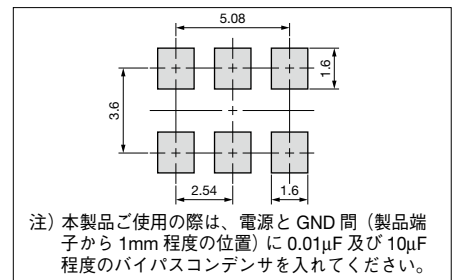 5.08
1.6
3.6
2.54
1.6
注）本製品ご使用の際は、電源と GND 間（製品端
子から 1mm 程度の位置）に 0.01μF 及び 10μF
程度のバイパスコンデンサを入れてください。